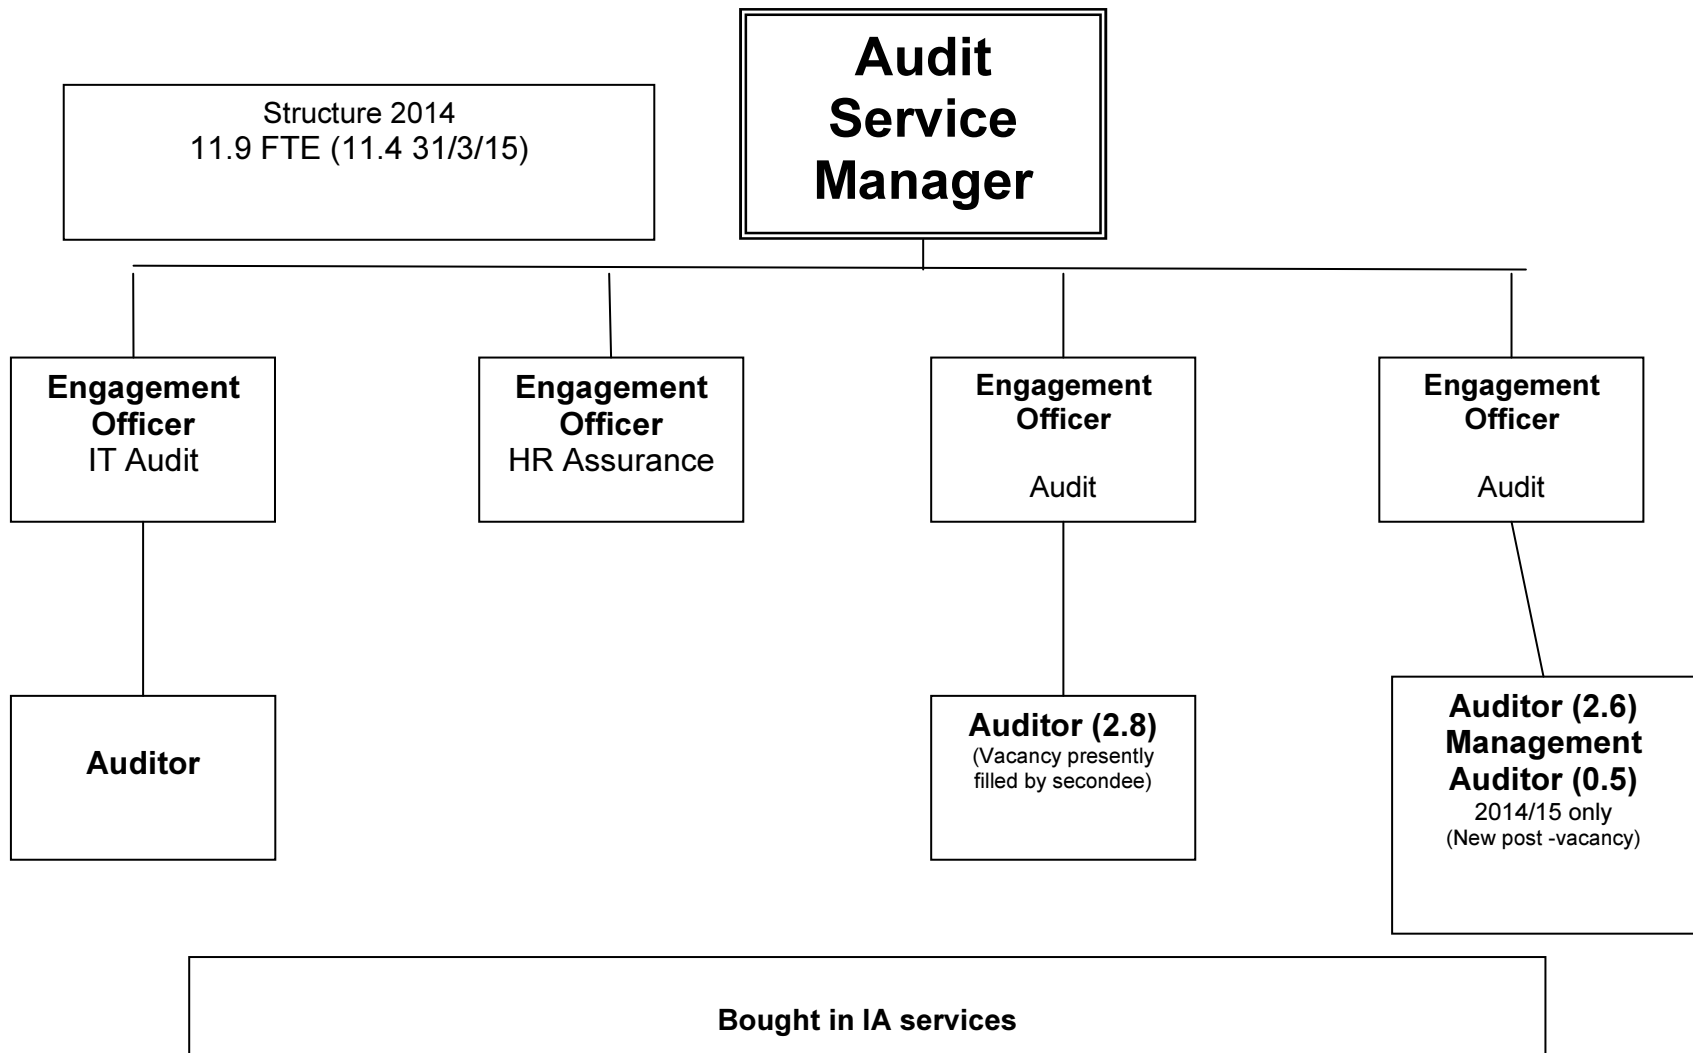 Audit
Service
Manager
Structure 2014
11.9 FTE (11.4 31/3/15)
Engagement
Officer
IT Audit
Engagement
Officer
HR Assurance
Engagement
Officer
Audit
Engagement
Officer
Audit
Auditor
Auditor (2.8)
(Vacancy presently
filled by secondee)
Auditor (2.6)
Management
Auditor (0.5)
2014/15 only
(New post -vacancy)
Bought in IA services